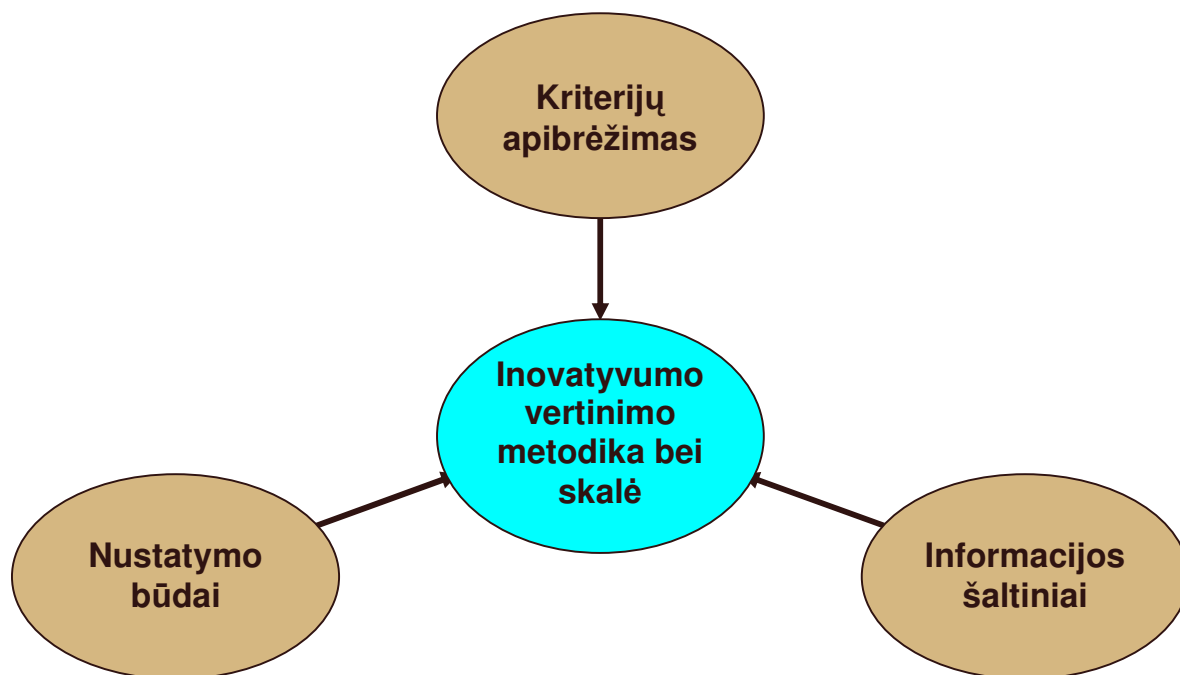 Kriterijų
apibrėžimas
Inovatyvumo
vertinimo
metodika bei
skalė
Nustatymo
būdai
Informacijos
šaltiniai